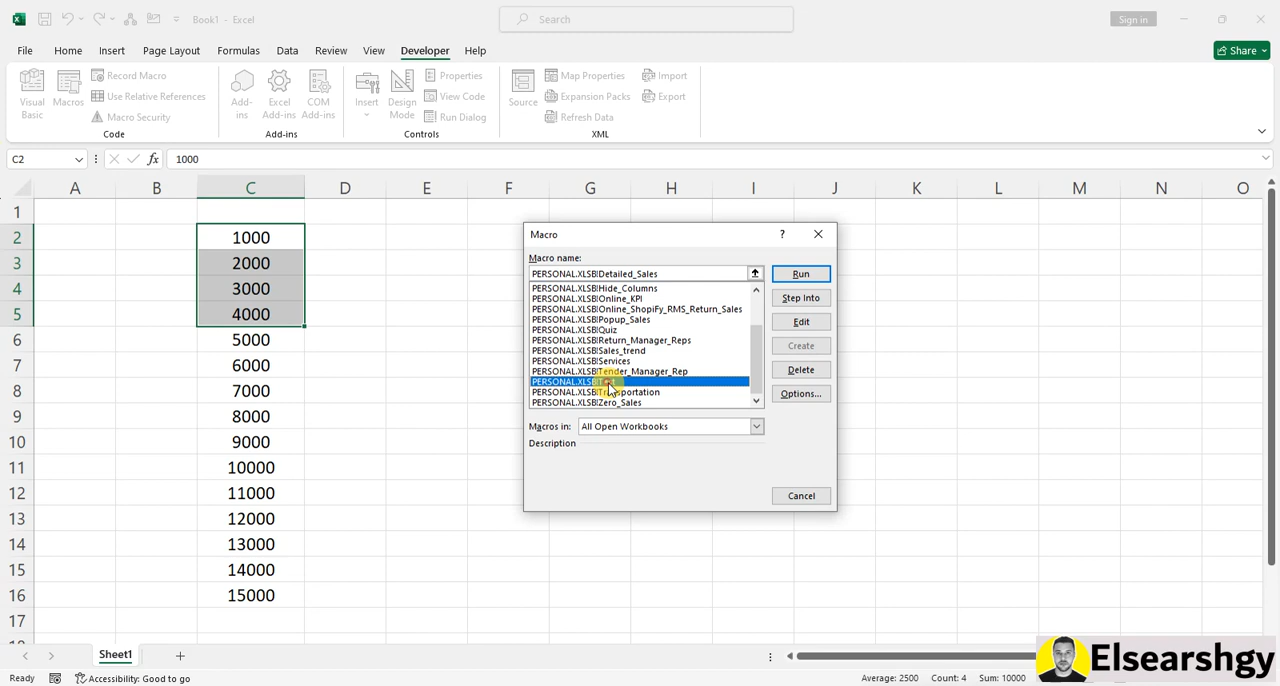 Book1 - Excel
Search
Sign in
File Home Insert Page Layout Formulas Data Review View Developer Help
Share
Visual Basic
Macros
Record Macro
Use Relative References
Macro Security
Code
Add-ins
Excel Add-ins
COM Add-ins
Add-ins
Insert
Design Mode
Properties
View Code
Run Dialog
Controls
Source
Map Properties
Expansion Packs
Refresh Data
Import
Export
XML
C2
fx
1000
A B C D E F G H I J K L M N O
1
2 1000
3 2000
4 3000
5 4000
6 5000
7 6000
8 7000
9 8000
10 9000
11 10000
12 11000
13 12000
14 13000
15 14000
16 15000
17
Macro
?
Macro name:
PERSONAL.XLSB!Detailed_Sales
PERSONAL.XLSB!Hide_Columns
PERSONAL.XLSB!Online_KPI
PERSONAL.XLSB!Online_ShopiFy_RMS_Return_Sales
PERSONAL.XLSB!Popup_Sales
PERSONAL.XLSB!Quiz
PERSONAL.XLSB!Return_Manager_Reps
PERSONAL.XLSB!Sales_trend
PERSONAL.XLSB!Services
PERSONAL.XLSB!Tender_Manager_Rep
PERSONAL.XLSB!Transportation
PERSONAL.XLSB!Zero_Sales
Run
Step Into
Edit
Create
Delete
Options...
Macros in: All Open Workbooks
Description
Cancel
Sheet1
Ready
Accessibility: Good to go
Average: 2500 Count: 4 Sum: 10000
Elsearshgy